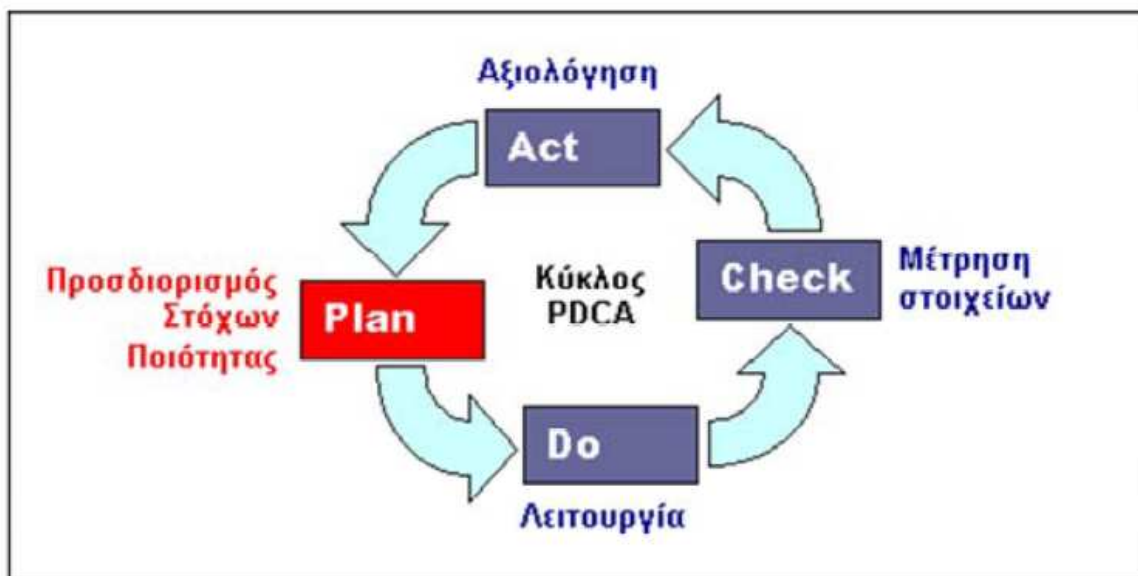 Αξιολόγηση
Act
Προσδιορισμός
Στόχων
Ποιότητας
Plan
Κύκλος
PDCA
Check
Μέτρηση
στοιχείων
Do
Λειτουργία